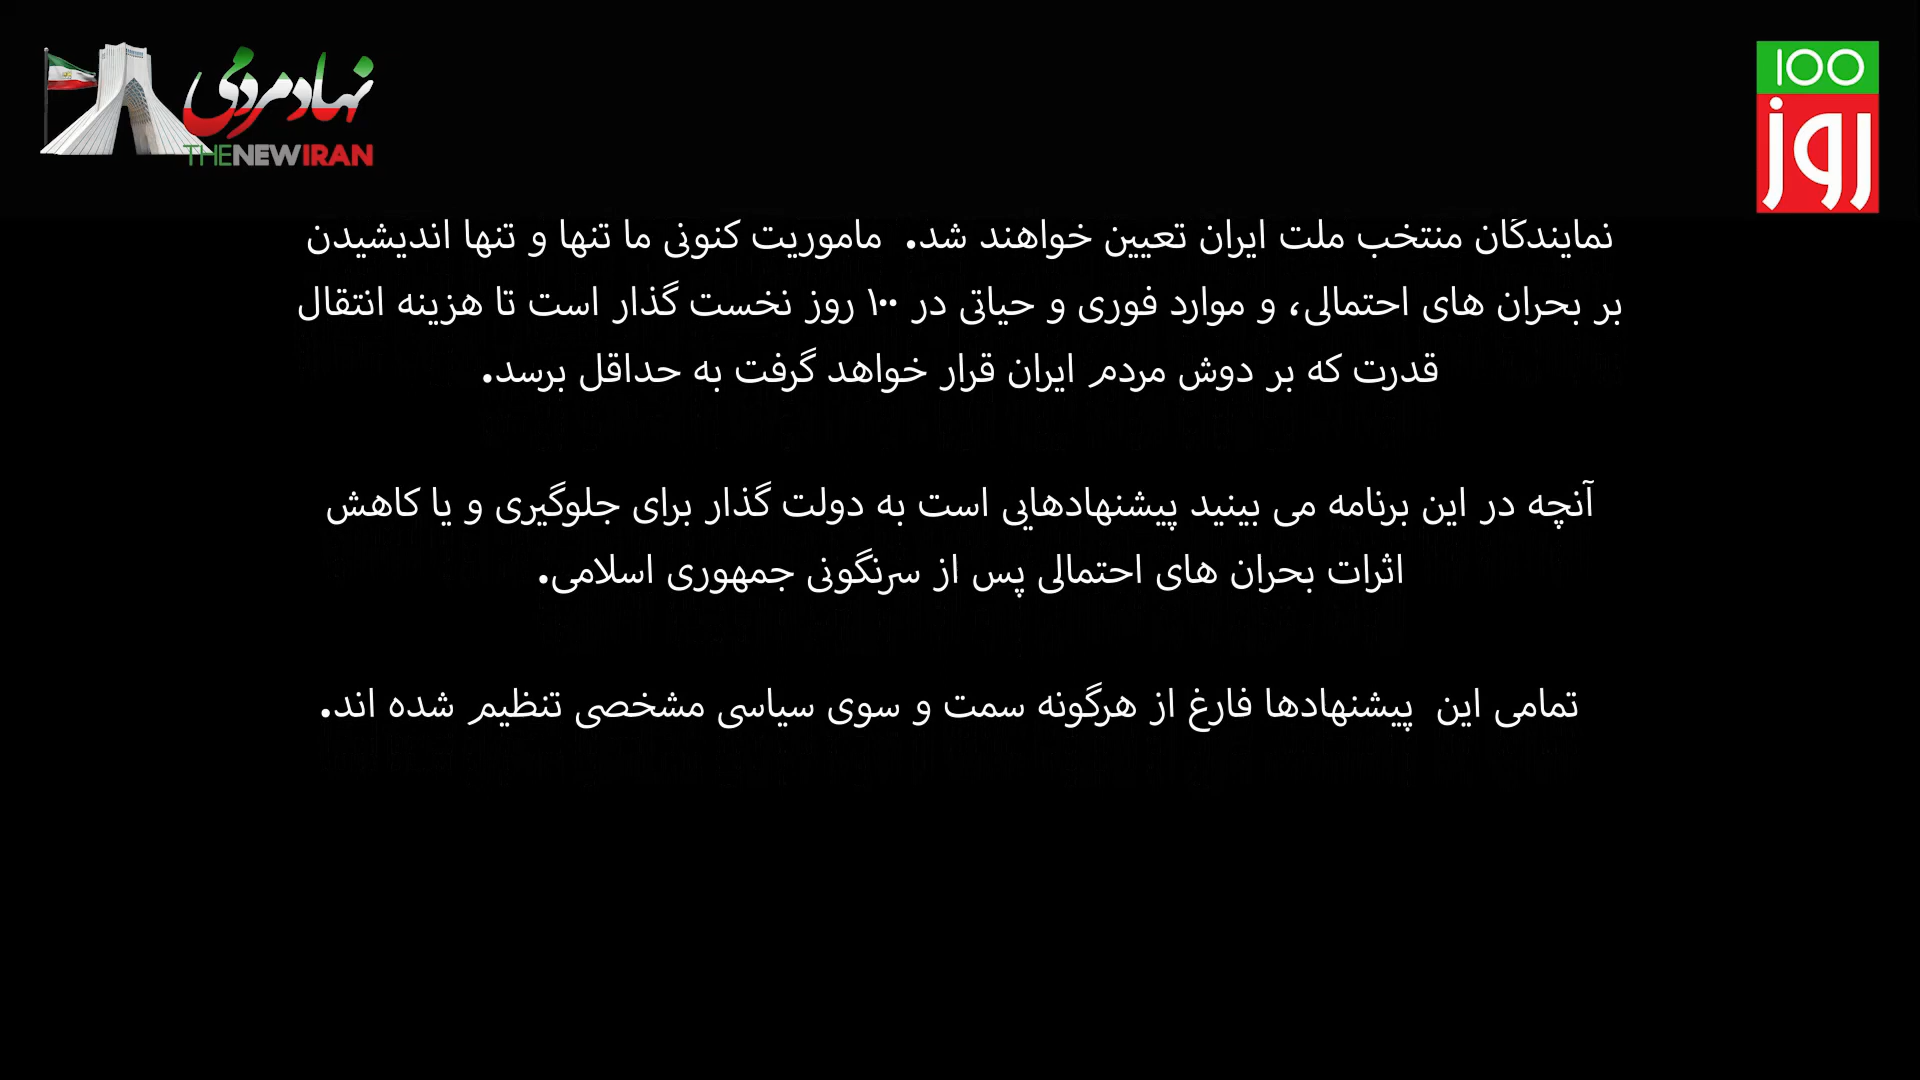 نهاد مردمی
THENEWIRAN
100
روز
نمایندگان منتخب ملت ایران تعیین خواهند شد. ماموریت کنونی ما تنها و تنها اندیشیدن
بر بحران های احتمالی، و موارد فوری و حیاتی در ۱۰۰ روز نخست گذار است تا هزینه انتقال
قدرت که بر دوش مردم ایران قرار خواهد گرفت به حداقل برسد.
آنچه در این برنامه می بینید پیشنهادهایی است به دولت گذار برای جلوگیری و یا کاهش
اثرات بحران های احتمالی پس از سرنگونی جمهوری اسلامی.
تمامی این پیشنهادها فارغ از هرگونه سمت و سوی سیاسی مشخصی تنظیم شده اند.